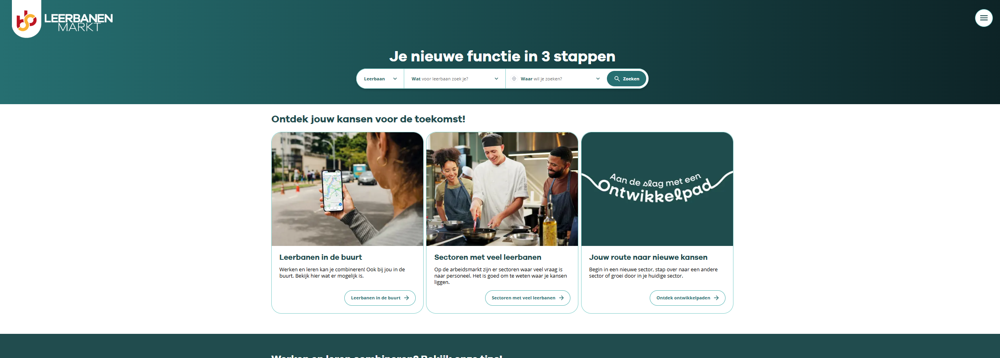 LEERBANEN
MARKT
Je nieuwe functie in 3 stappen
Leerbaan
Wat voor leerbaan zoek je?
Waar wil je zoeken?
Zoeken
Ontdek jouw kansen voor de toekomst!
Aan de slag met een
Ontwikkelpad
Leerbanen in de buurt
Werken en leren kan je combineren! Ook bij jou in de
buurt. Bekijk hier wat er mogelijk is.
Leerbanen in de buurt
Sectoren met veel leerbanen
Op de arbeidsmarkt zijn er sectoren waar veel vraag is
naar personeel. Het is goed om te weten waar je kansen
liggen.
Sectoren met veel leerbanen
Jouw route naar nieuwe kansen
Begin in een nieuwe sector, stap over naar een andere
sector of groei door in je huidige sector.
Ontdek ontwikkelpaden
Werken en leren combineren? Bekijk onze tips!